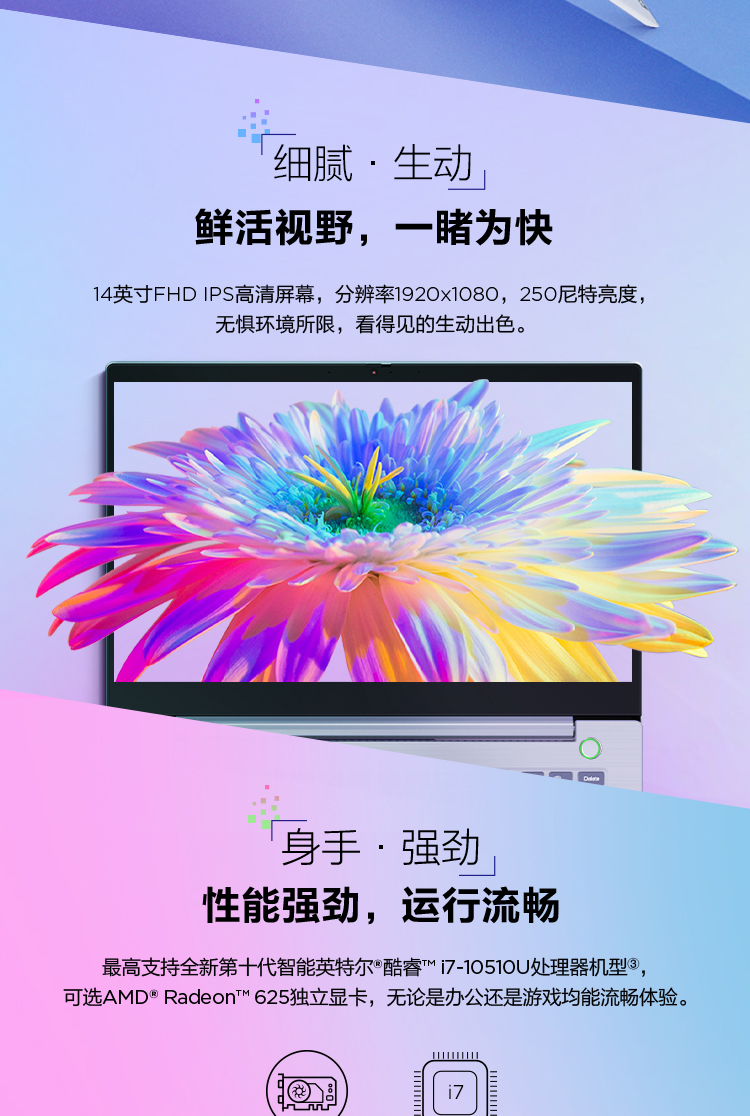 细腻 · 生动
鲜活视野，一睹为快
14英寸FHD IPS高清屏幕，分辨率1920x1080，250尼特亮度，
无惧环境所限，看得见的生动出色。
Delete
身手 · 强劲
性能强劲，运行流畅
最高支持全新第十代智能英特尔®酷睿™ i7-10510U处理器机型③，
可选AMD® Radeon™ 625独立显卡，无论是办公还是游戏均能流畅体验。
i7